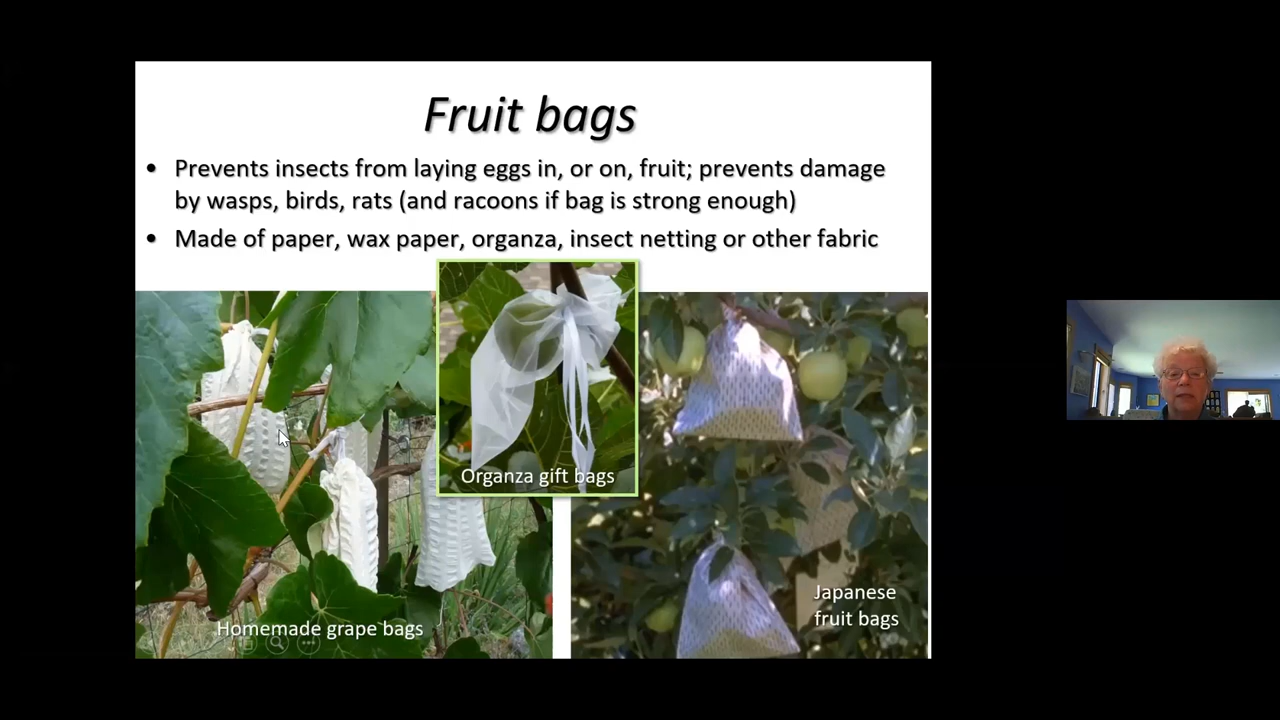 Fruit bags
• Prevents insects from laying eggs in, or on, fruit; prevents damage
by wasps, birds, rats (and racoons if bag is strong enough)
• Made of paper, wax paper, organza, insect netting or other fabric
Organza gift bags
Homemade grape bags
Japanese
fruit bags